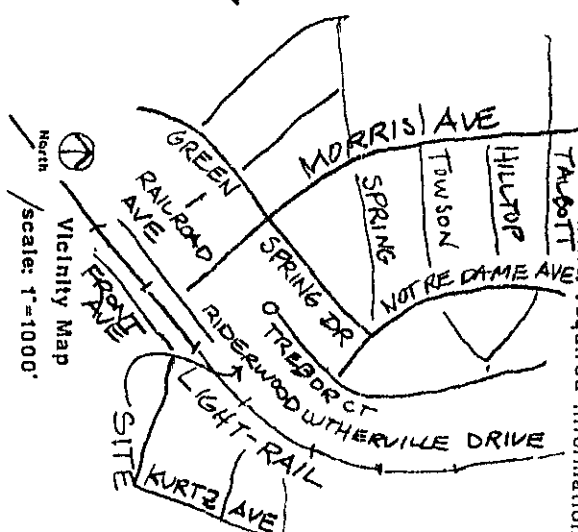 MORRIS AVE
GREEN
SPRING DR
RAILROAD
AVE
SPRING
TOWSON
HILLTOP
TALBOTT
NOTRE DAME AVE
TREBOR CT
RIDERWOOD LUTHERVILLE DRIVE
LIGHT-RAIL
FRONT
AVE
KURTZ AVE
SITE
North
Vicinity Map
scale: 1"=1000'